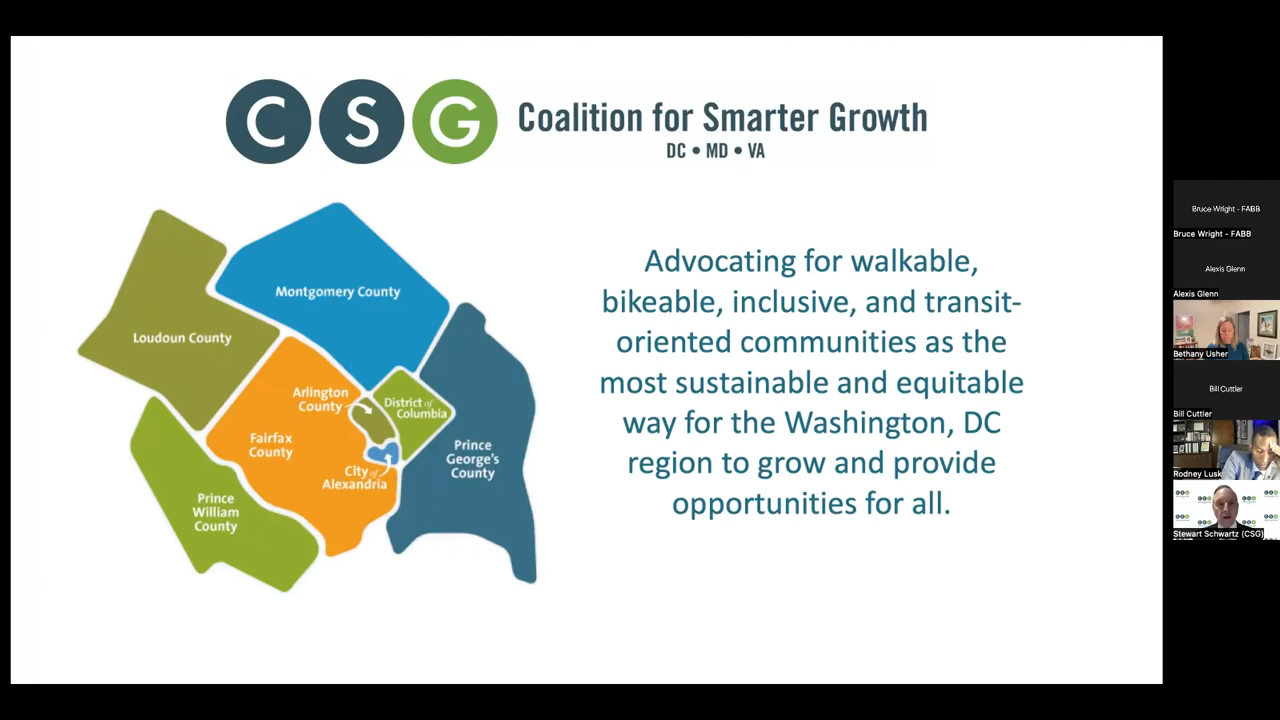 CSG
Coalition for Smarter Growth
DC • MD • VA
Montgomery County
Loudoun County
Arlington
County
District of
Columbia
Fairfax
County
Prince
George's
County
City of
Alexandria
Prince
William
County
Advocating for walkable,
bikeable, inclusive, and transit-
oriented communities as the
most sustainable and equitable
way for the Washington, DC
region to grow and provide
opportunities for all.
Bruce Wright - FABB
Bruce Wright - FABB
Alexis Glenn
Alexis Glenn
Bethany Usher
Bill Cuttler
Bill Cuttler
Rodney Lusk
Stewart Schwartz (CSG)